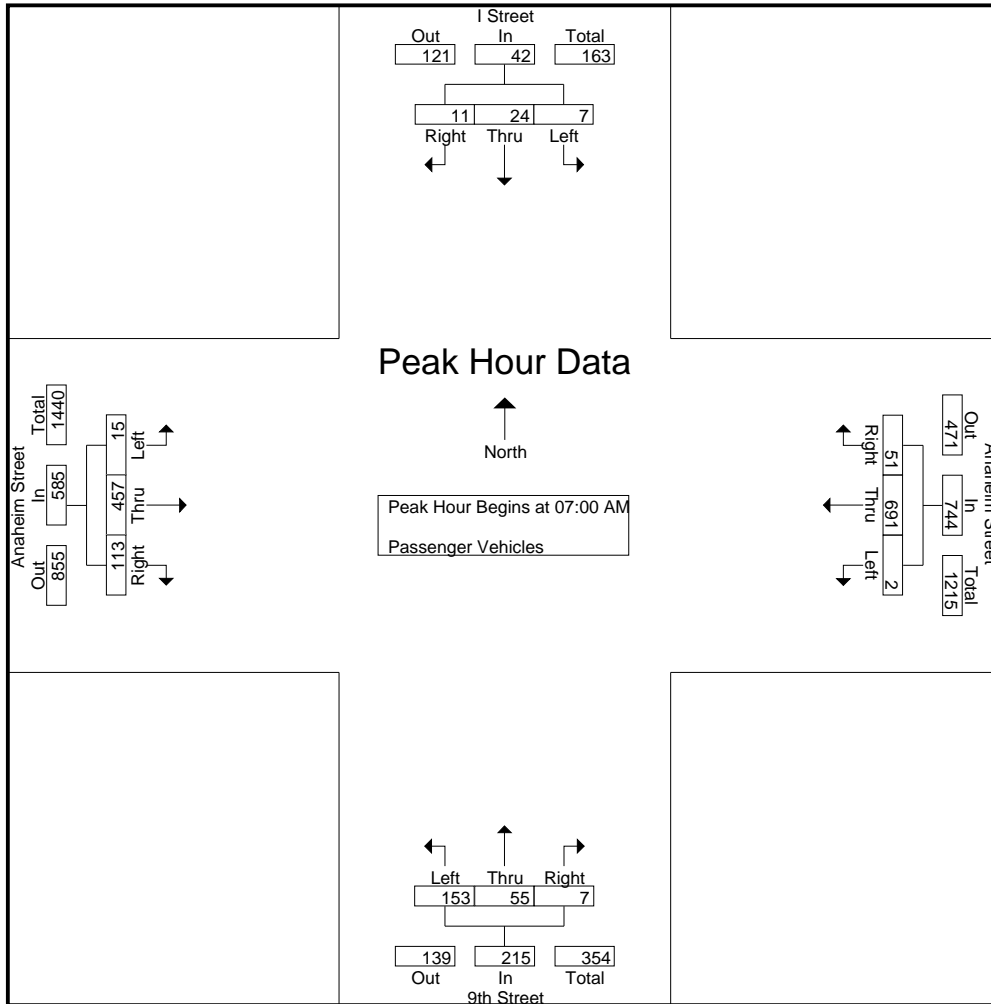 I Street
Out In Total
121 42 163
11 24 7
Right Thru Left
Peak Hour Data
North
Peak Hour Begins at 07:00 AM
Passenger Vehicles
Anaheim Street
Total In Out
1440 585 855
15 457 113
Left Thru Right
Anaheim Street
Out In Total
471 744 1215
51 691 2
Right Thru Left
Left Thru Right
153 55 7
139 215 354
Out In Total
9th Street